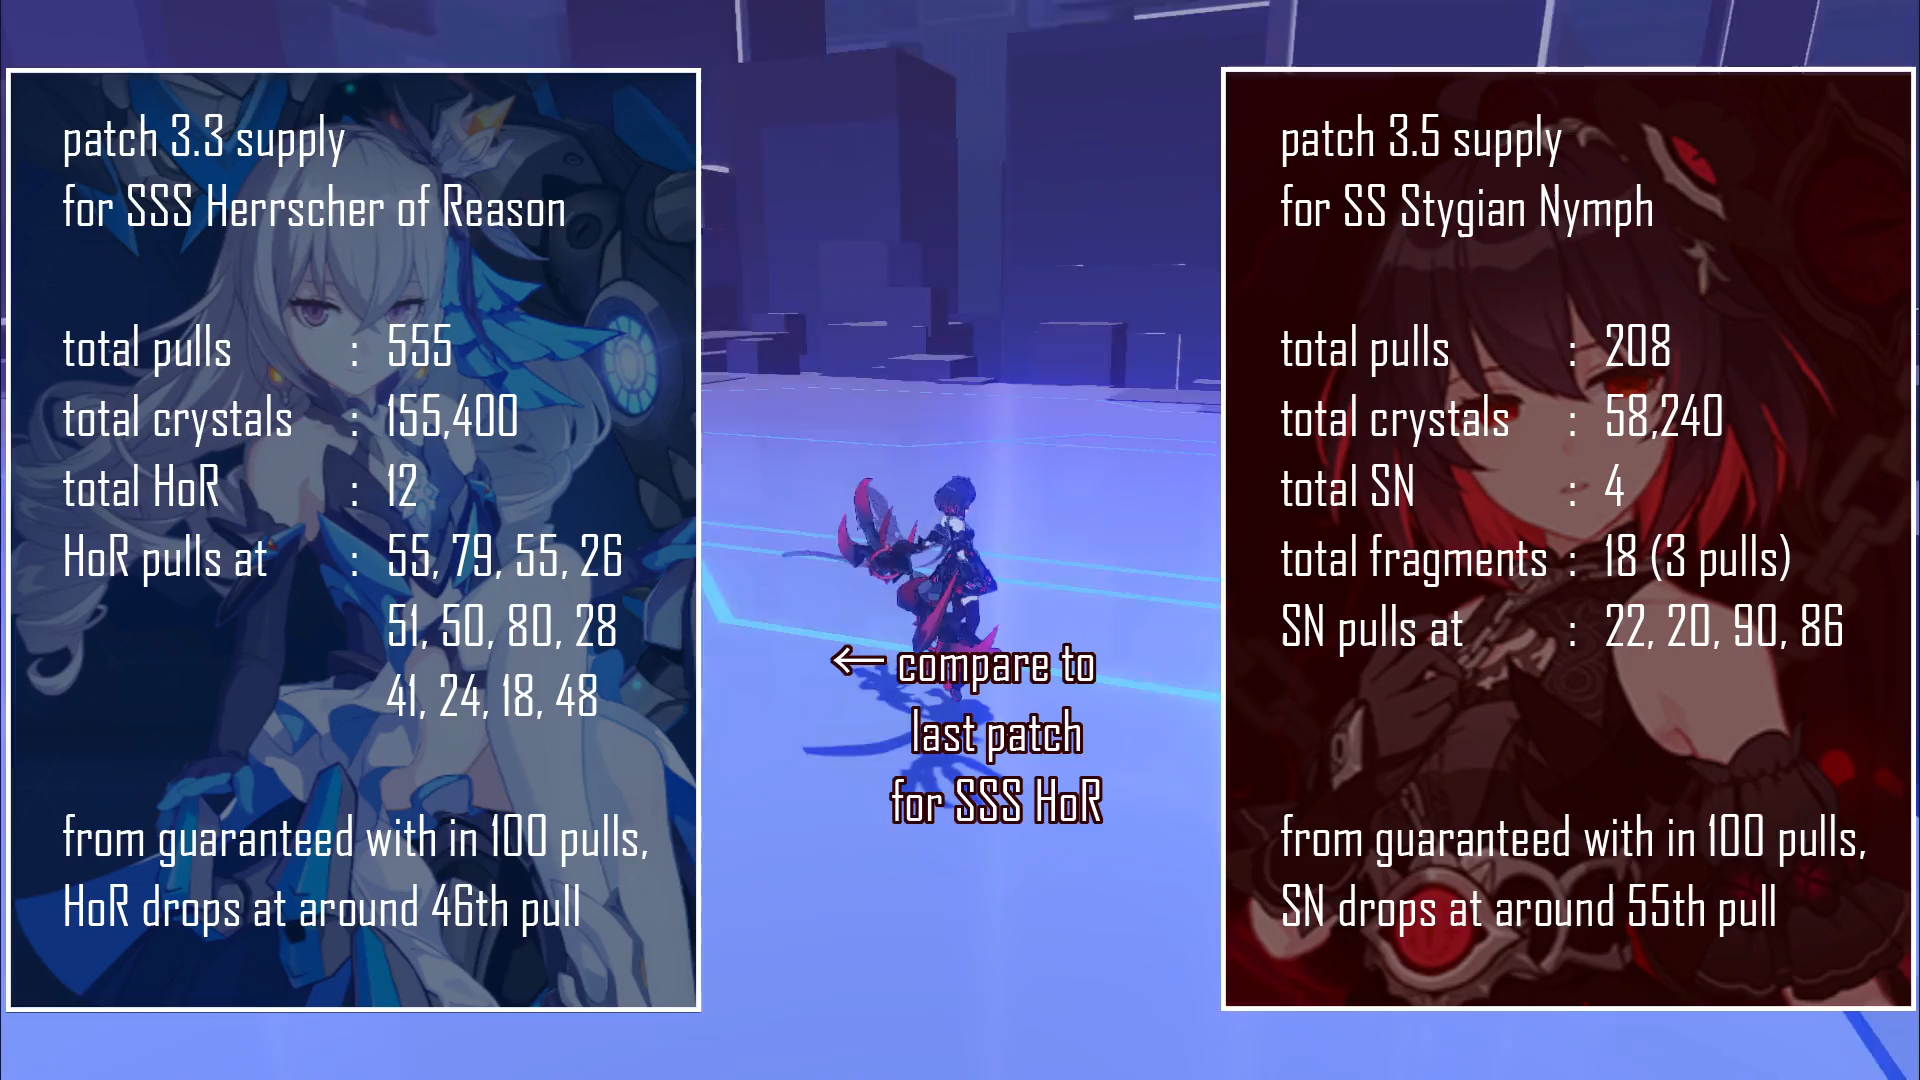 patch 3.3 supply
for SSS Herrscher of Reason
total pulls : 555
total crystals : 155,400
total HoR : 12
HoR pulls at : 55, 79, 55, 26
51, 50, 80, 28
41, 24, 18, 48
from guaranteed with in 100 pulls,
HoR drops at around 46th pull
← compare to
last patch
for SSS HoR
patch 3.5 supply
for SS Stygian Nymph
total pulls : 208
total crystals : 58,240
total SN : 4
total fragments : 18 (3 pulls)
SN pulls at : 22, 20, 90, 86
from guaranteed with in 100 pulls,
SN drops at around 55th pull